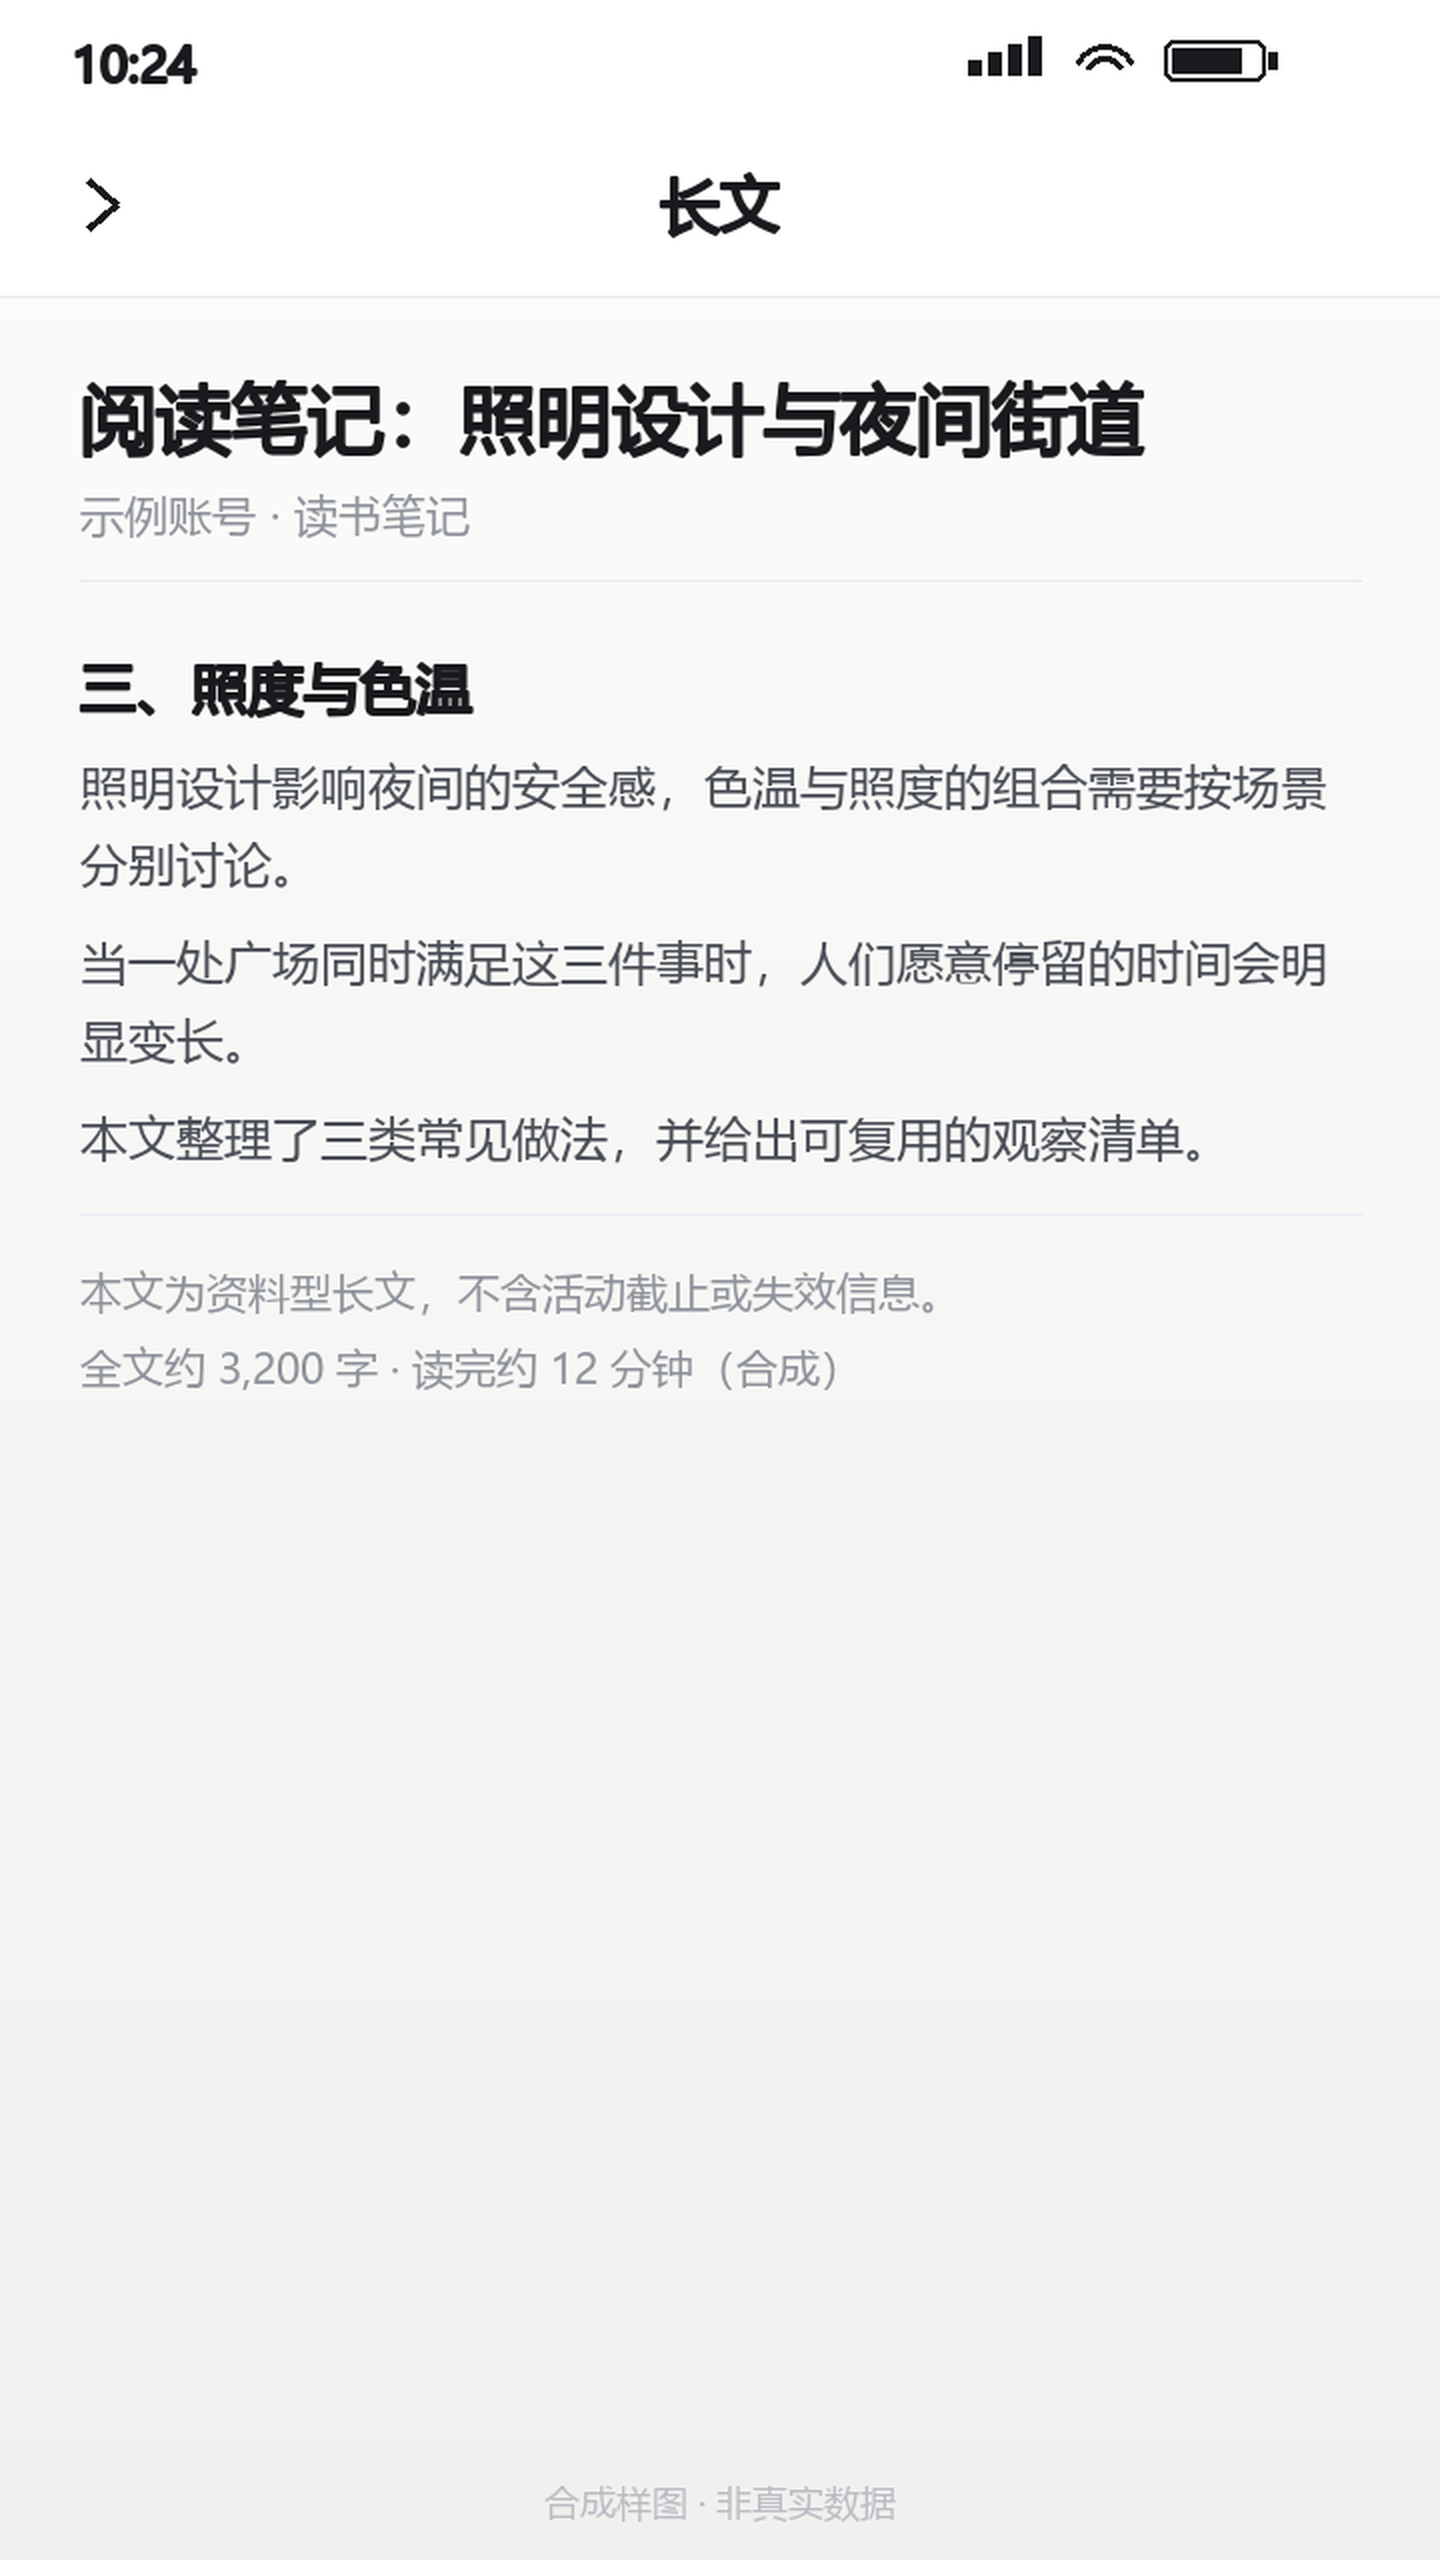 10:24
长文
阅读笔记：照明设计与夜间街道
示例账号 · 读书笔记
三、照度与色温
照明设计影响夜间的安全感，色温与照度的组合需要按场景
分别讨论。
当一处广场同时满足这三件事时，人们愿意停留的时间会明
显变长。
本文整理了三类常见做法，并给出可复用的观察清单。
本文为资料型长文，不含活动截止或失效信息。
全文约 3,200 字 · 读完约 12 分钟（合成）
合成样图 · 非真实数据